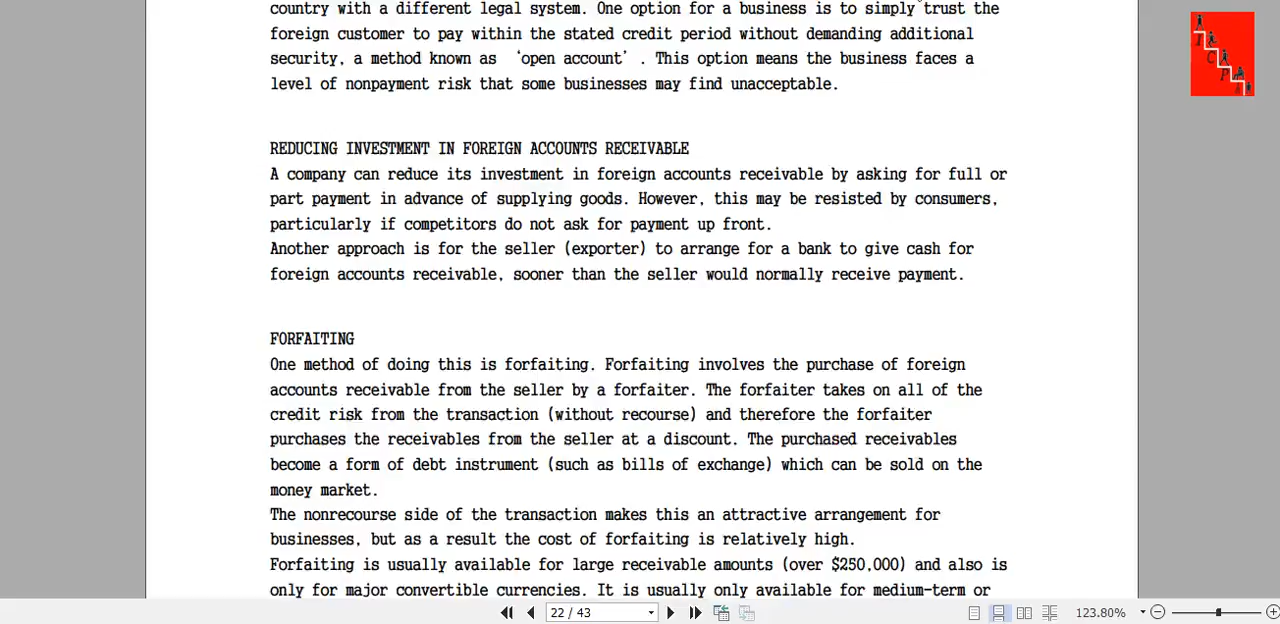 country with a different legal system. One option for a business is to simply trust the
foreign customer to pay within the stated credit period without demanding additional
security, a method known as ‘open account’ . This option means the business faces a
level of nonpayment risk that some businesses may find unacceptable.
REDUCING INVESTMENT IN FOREIGN ACCOUNTS RECEIVABLE
A company can reduce its investment in foreign accounts receivable by asking for full or
part payment in advance of supplying goods. However, this may be resisted by consumers,
particularly if competitors do not ask for payment up front.
Another approach is for the seller (exporter) to arrange for a bank to give cash for
foreign accounts receivable, sooner than the seller would normally receive payment.
FORFAITING
One method of doing this is forfaiting. Forfaiting involves the purchase of foreign
accounts receivable from the seller by a forfaiter. The forfaiter takes on all of the
credit risk from the transaction (without recourse) and therefore the forfaiter
purchases the receivables from the seller at a discount. The purchased receivables
become a form of debt instrument (such as bills of exchange) which can be sold on the
money market.
The nonrecourse side of the transaction makes this an attractive arrangement for
businesses, but as a result the cost of forfaiting is relatively high.
Forfaiting is usually available for large receivable amounts (over $250,000) and also is
only for major convertible currencies. It is usually only available for medium-term or
22 / 43
123.80%